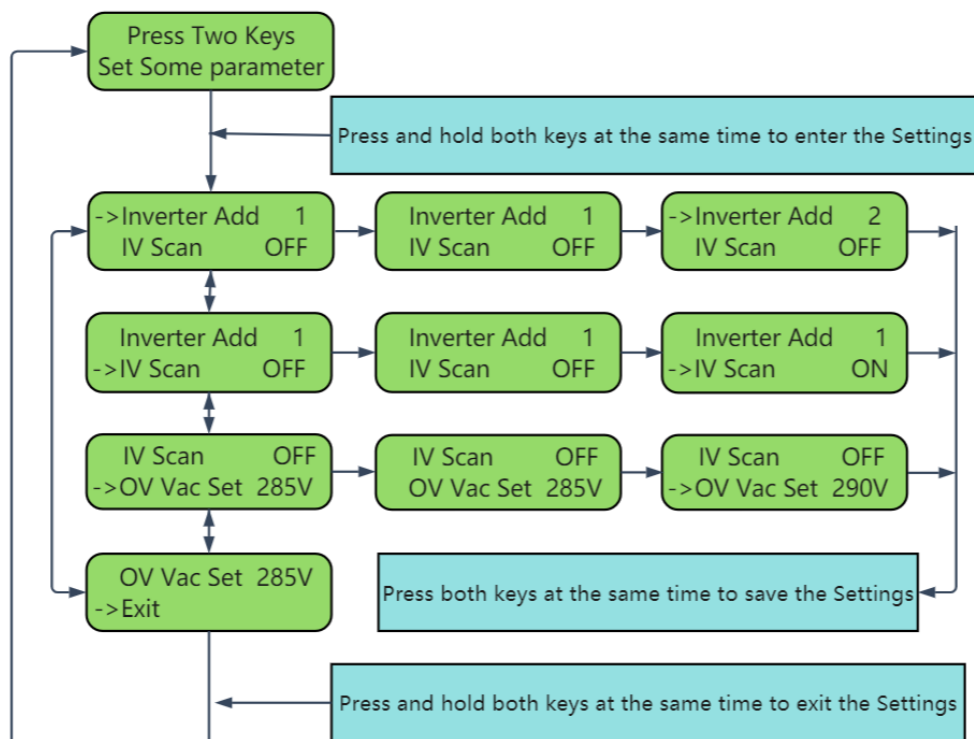 Press Two Keys
Set Some parameter
Press and hold both keys at the same time to enter the Settings
->Inverter Add 1
IV Scan OFF
Inverter Add 1
IV Scan OFF
->Inverter Add 2
IV Scan OFF
Inverter Add 1
->IV Scan OFF
Inverter Add 1
IV Scan OFF
Inverter Add 1
->IV Scan ON
IV Scan OFF
->OV Vac Set 285V
IV Scan OFF
OV Vac Set 285V
IV Scan OFF
->OV Vac Set 290V
OV Vac Set 285V
->Exit
Press both keys at the same time to save the Settings
Press and hold both keys at the same time to exit the Settings